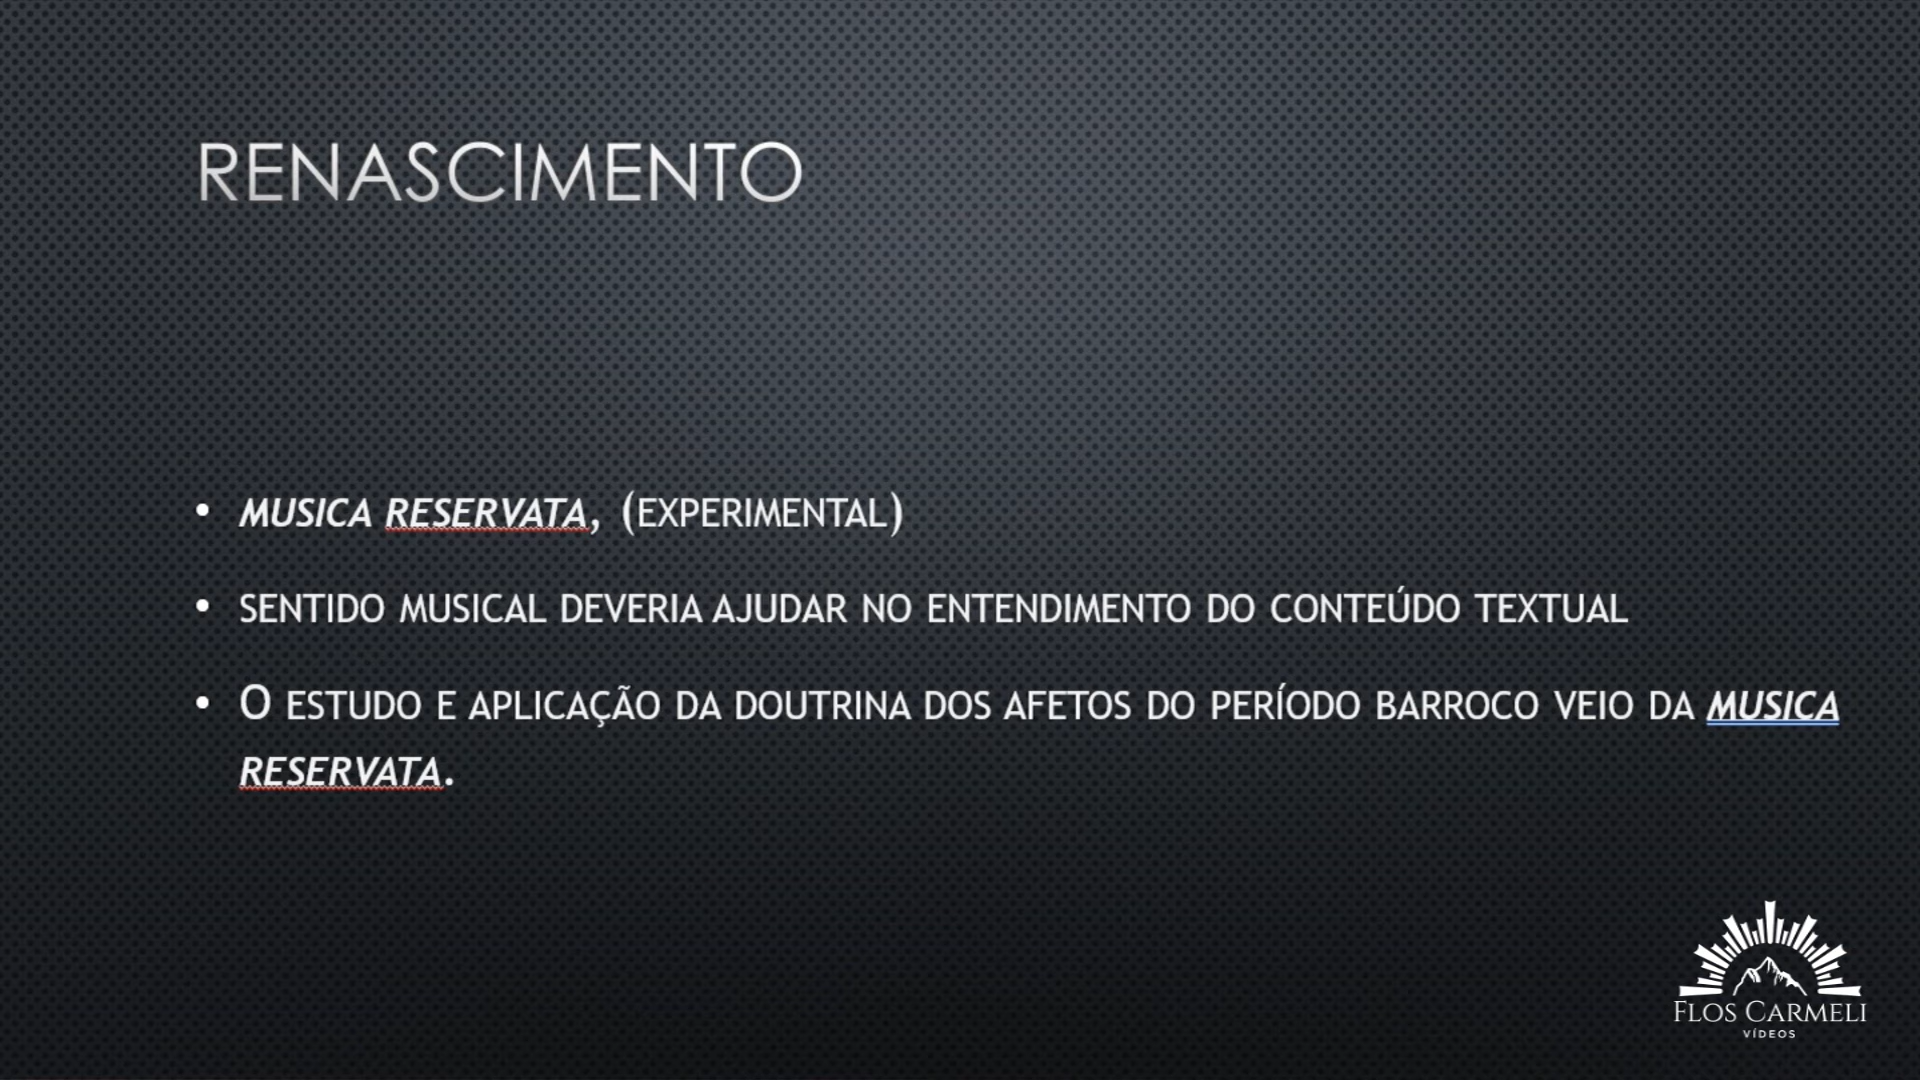 RENASCIMENTO
• MUSICA RESERVATA, (EXPERIMENTAL)
• SENTIDO MUSICAL DEVERIA AJUDAR NO ENTENDIMENTO DO CONTEÚDO TEXTUAL
• O ESTUDO E APLICAÇÃO DA DOUTRINA DOS AFETOS DO PERÍODO BARROCO VEIO DA MUSICA
RESERVATA.
FLOS CARMELI
VÍDEOS